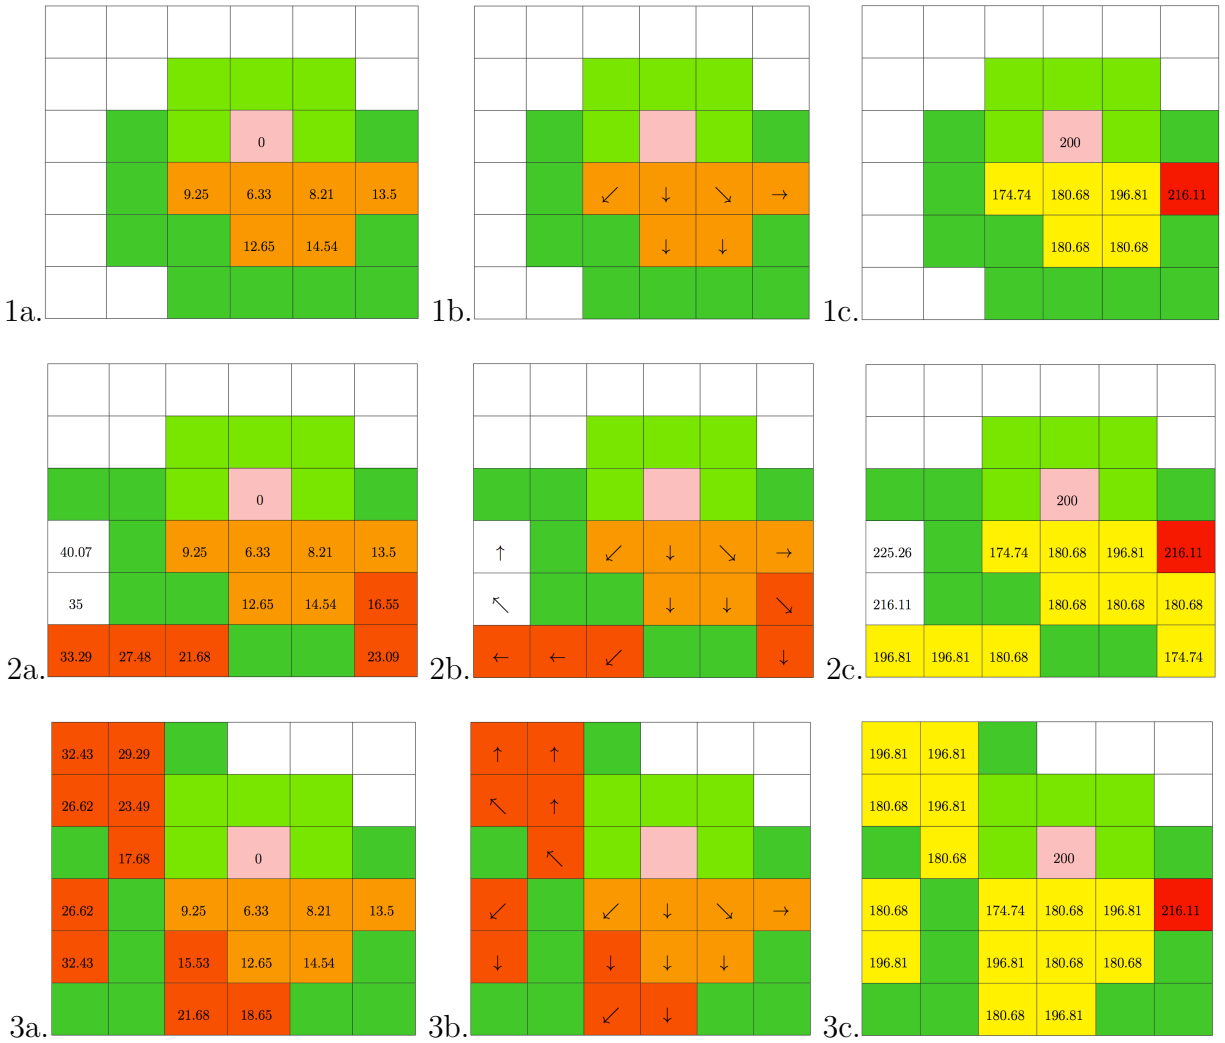 0 200
9.25 6.33 8.21 13.5 ↙ ↓ ↘ → 174.74 180.68 196.81 216.11
12.65 14.54 ↓ ↓ 180.68 180.68
1a. 1b. 1c.
0 200
40.07 9.25 6.33 8.21 13.5 ↑ ↙ ↓ ↘ → 225.26 174.74 180.68 196.81 216.11
35 12.65 14.54 16.55 ↖ ↓ ↓ ↘ 216.11 180.68 180.68 180.68
2a. 33.29 27.48 21.68 23.09 2b. ← ← ↙ ↓ 2c. 196.81 196.81 180.68 174.74
32.43 29.29 ↑ ↑ 196.81 196.81
26.62 23.49 ↖ ↑ 180.68 196.81
17.68 0 ↖ 180.68 200
26.62 9.25 6.33 8.21 13.5 ↙ ↙ ↓ ↘ → 180.68 174.74 180.68 196.81 216.11
32.43 15.53 12.65 14.54 ↓ ↓ ↓ ↓ 196.81 196.81 180.68 180.68
3a. 21.68 18.65 3b. ↙ ↓ 3c. 180.68 196.81